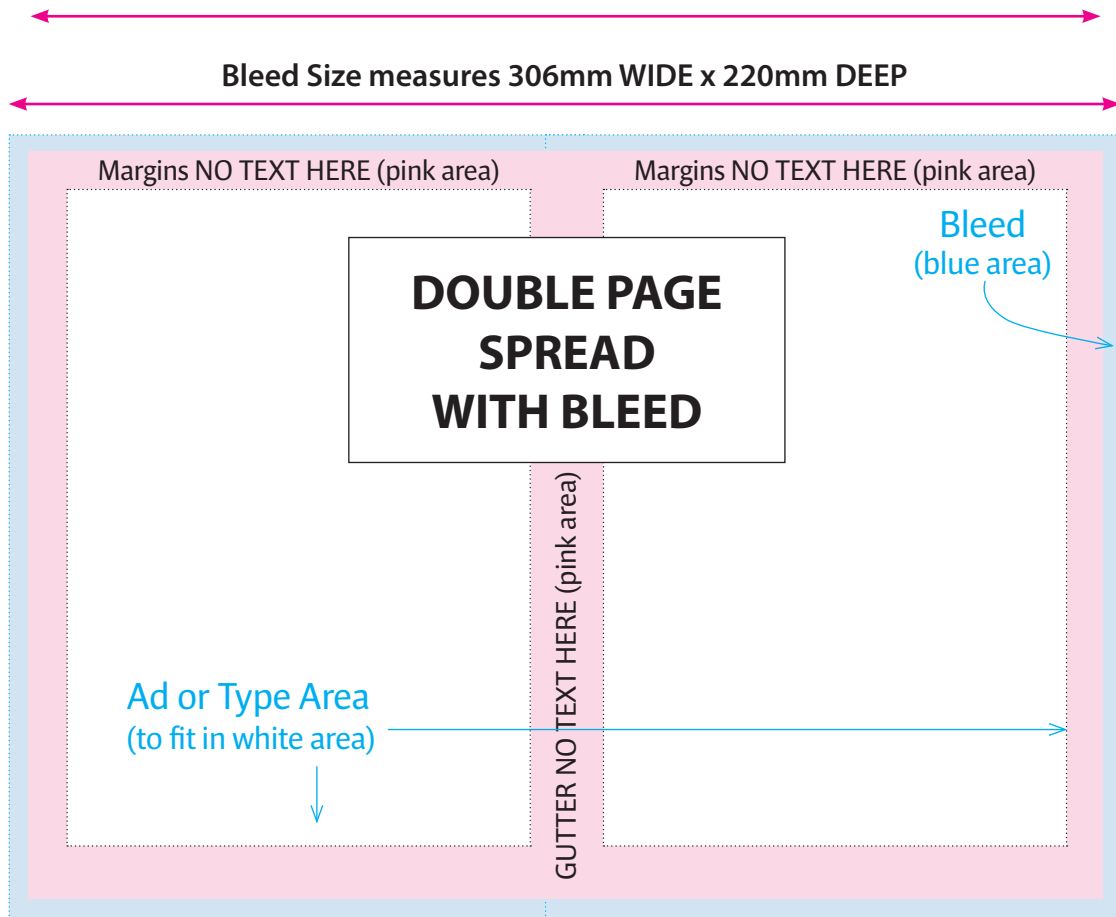 Bleed Size measures 306mm WIDE x 220mm DEEP
Margins NO TEXT HERE (pink area)
Margins NO TEXT HERE (pink area)
Bleed
(blue area)
DOUBLE PAGE
SPREAD
WITH BLEED
GUTTER NO TEXT HERE (pink area)
Ad or Type Area
(to fit in white area)